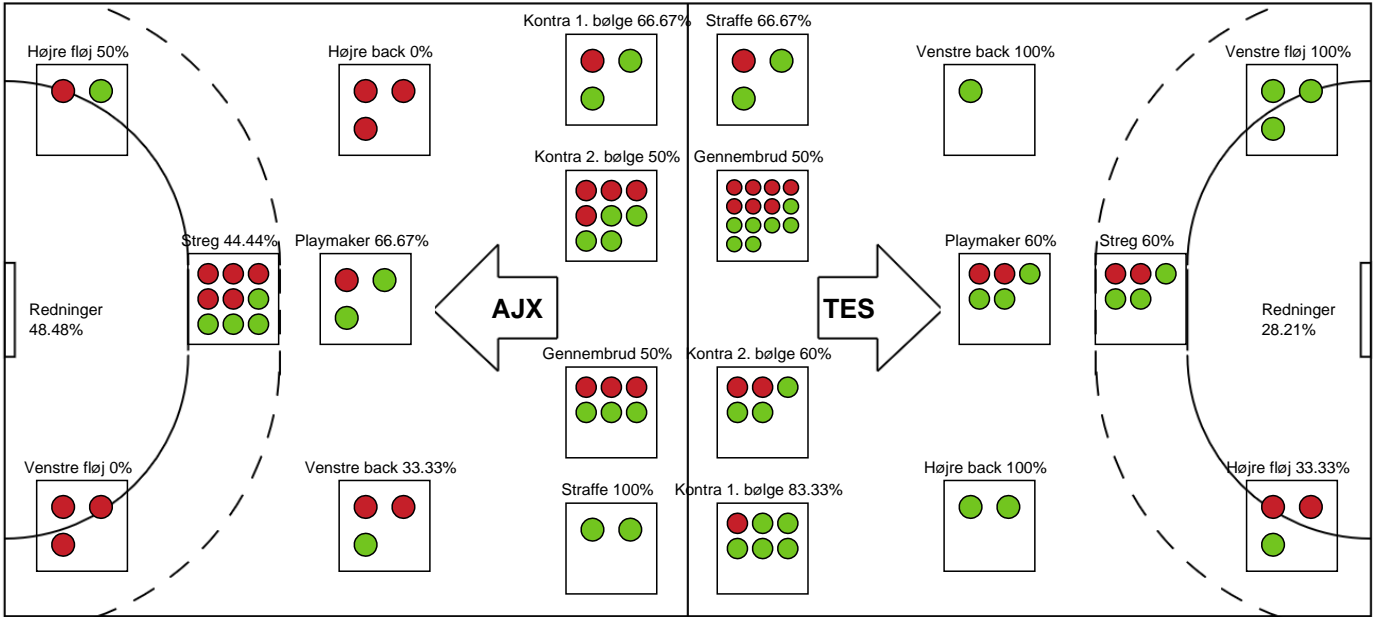 Kontra 1. bølge 66.67%
Straffe 66.67%
Højre fløj 50%
Højre back 0%
Venstre back 100%
Venstre fløj 100%
Kontra 2. bølge 50%
Gennembrud 50%
Streg 44.44%
Playmaker 66.67%
Playmaker 60%
Streg 60%
Redninger
48.48%
AJX
TES
Redninger
28.21%
Gennembrud 50%
Kontra 2. bølge 60%
Venstre fløj 0%
Venstre back 33.33%
Højre back 100%
Højre fløj 33.33%
Straffe 100%
Kontra 1. bølge 83.33%